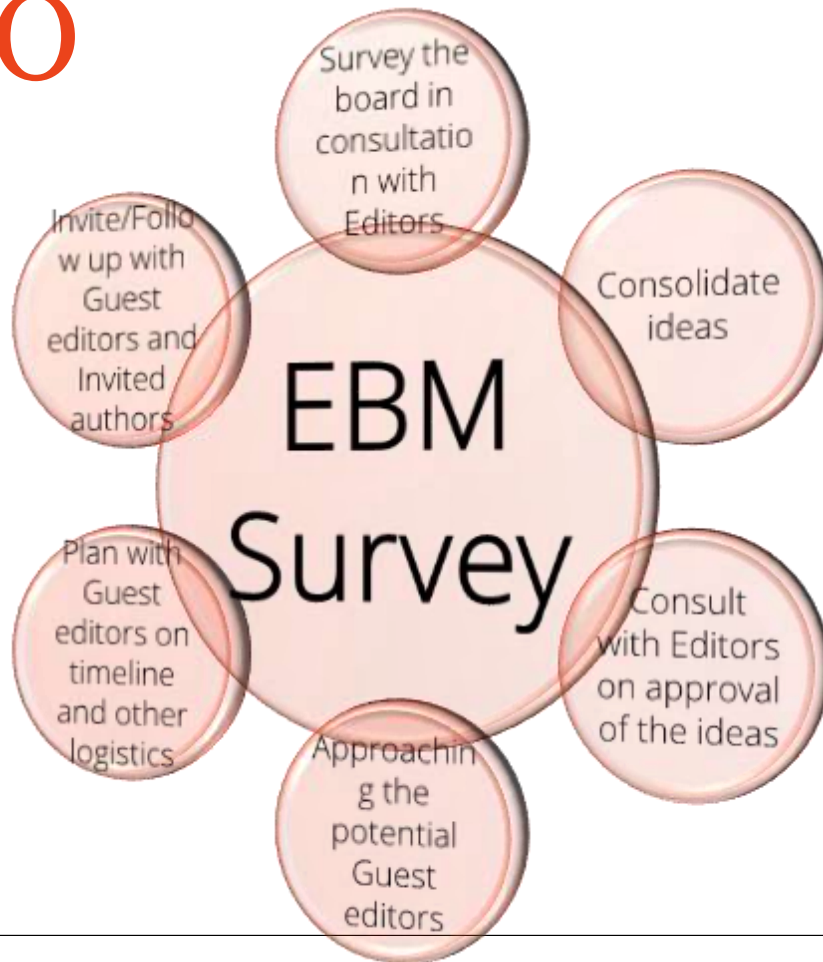 O
Survey the
board in
consultatio
n with
Editors
Consolidate
ideas
Consult
with Editors
on approval
of the ideas
Approachin
g the
potential
Guest
editors
Plan with
Guest
editors on
timeline
and other
logistics
Invite/Follo
w up with
Guest
editors and
Invited
authors
EBM
Survey